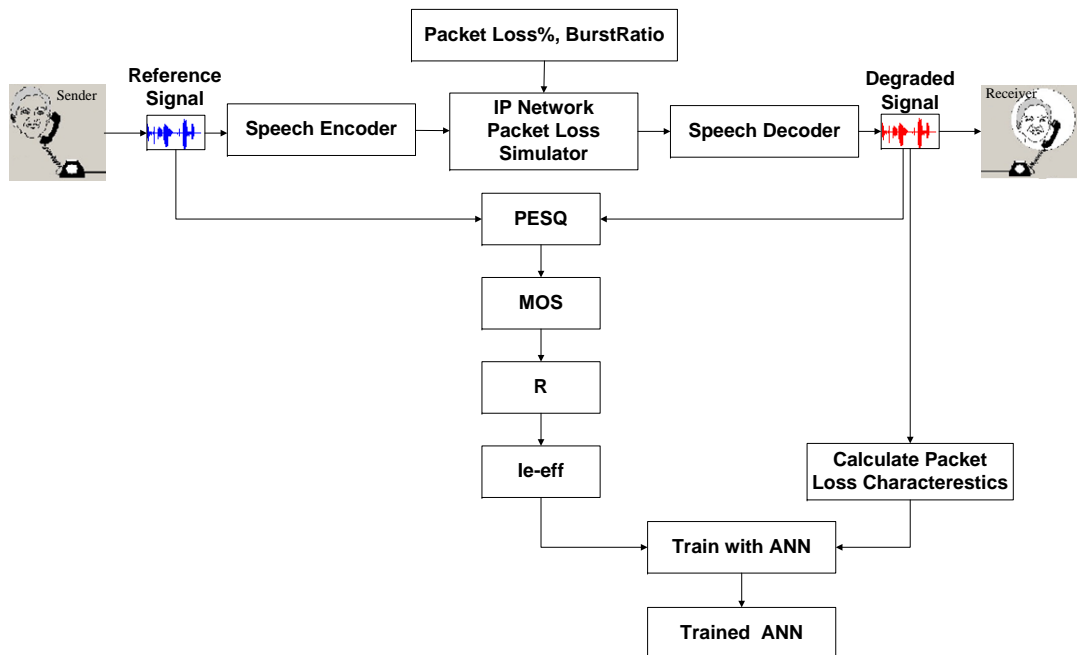 Packet Loss%, BurstRatio
Reference
Signal
Degraded
Signal
Sender
Receiver
Speech Encoder
IP Network
Packet Loss
Simulator
Speech Decoder
PESQ
MOS
R
Ie-eff
Calculate Packet
Loss Characterestics
Train with ANN
Trained ANN